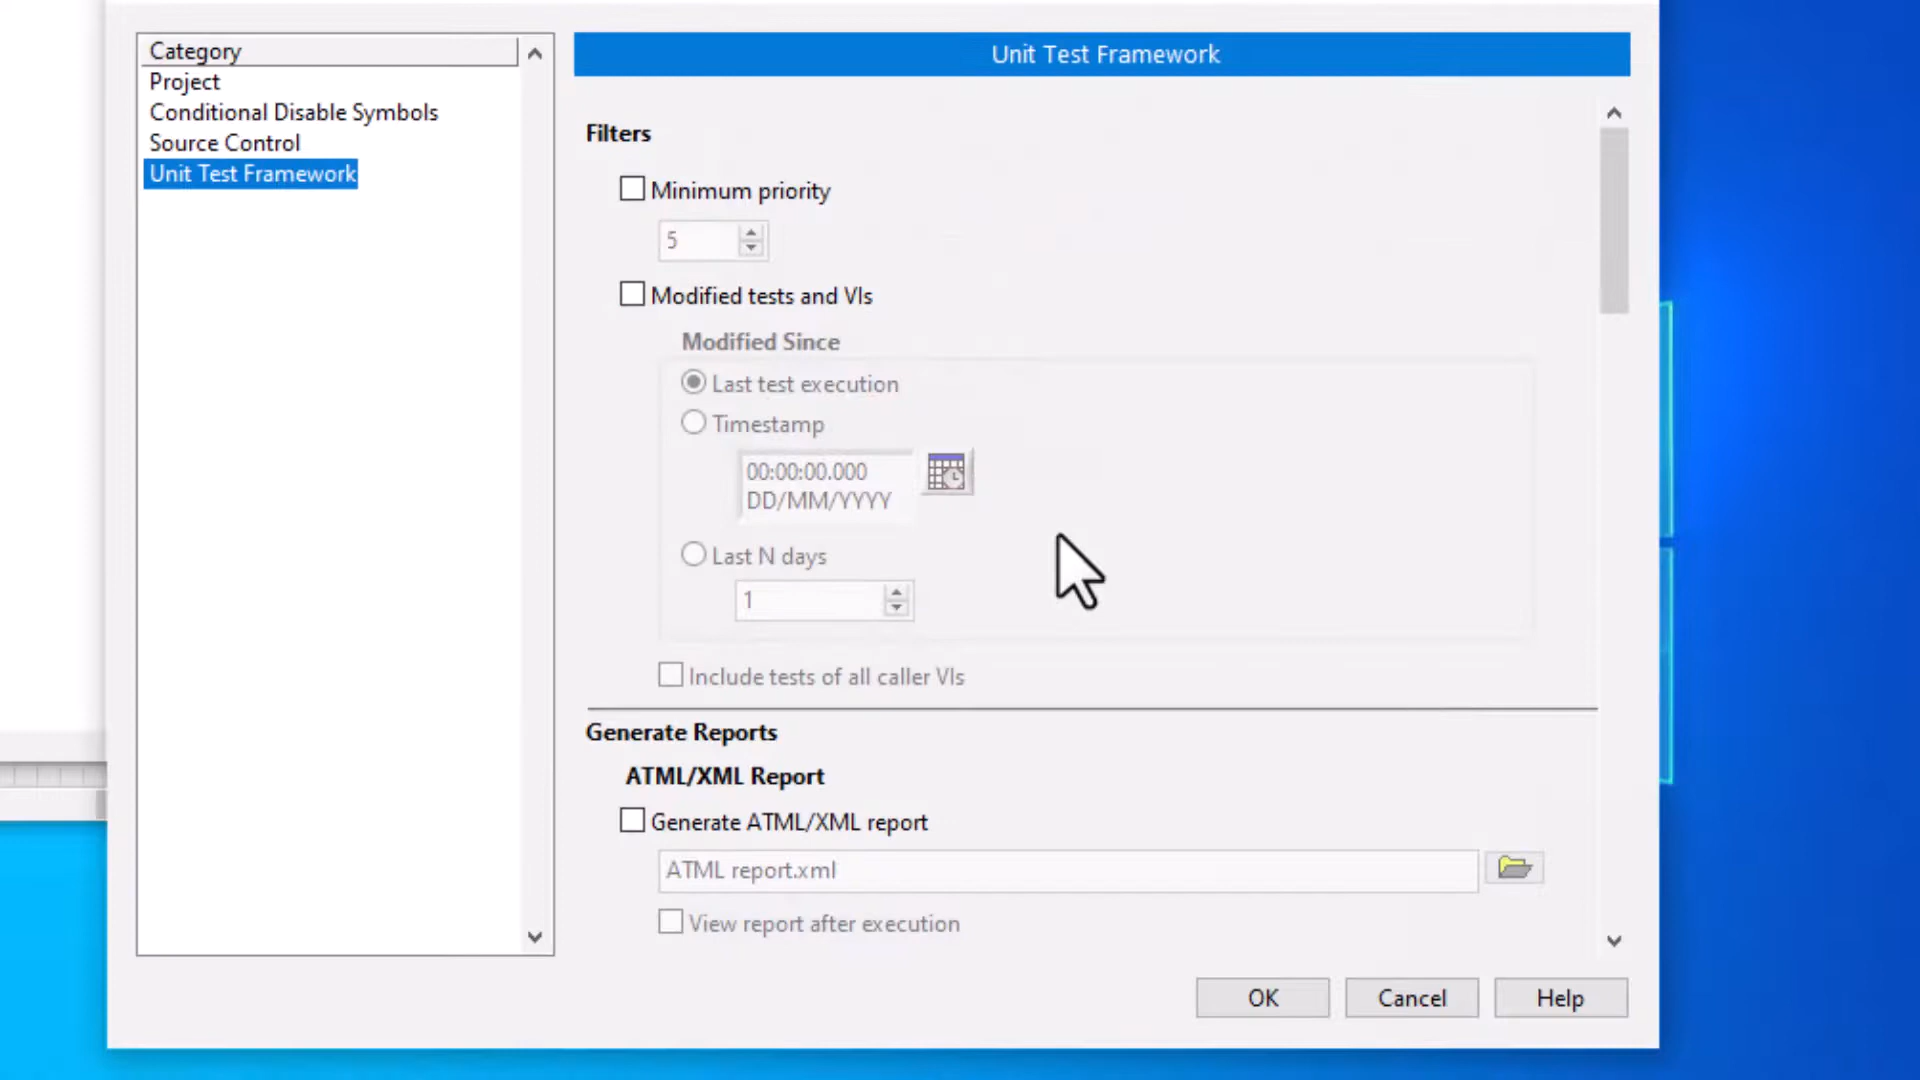 Category
Project
Conditional Disable Symbols
Source Control
Unit Test Framework
Unit Test Framework
Filters
Minimum priority
5
Modified tests and VIs
Modified Since
Last test execution
Timestamp
00:00:00.000
DD/MM/YYYY
Last N days
1
Include tests of all caller VIs
Generate Reports
ATML/XML Report
Generate ATML/XML report
ATML report.xml
View report after execution
OK Cancel Help